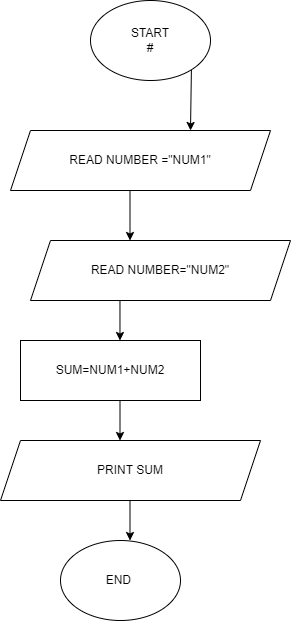 START
#
READ NUMBER ="NUM1"
READ NUMBER="NUM2"
SUM=NUM1+NUM2
PRINT SUM
END